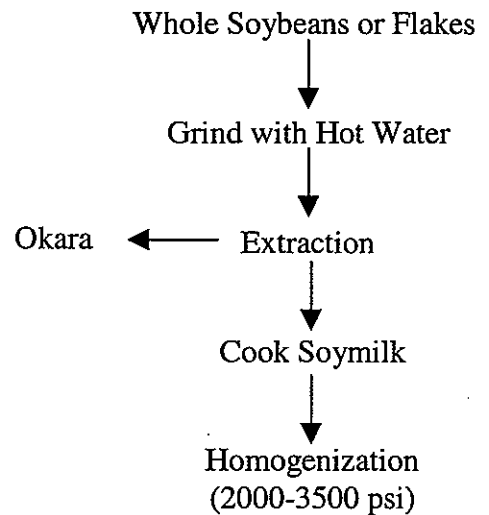 Whole Soybeans or Flakes
Grind with Hot Water
Okara
Extraction
Cook Soymilk
Homogenization
(2000-3500 psi)